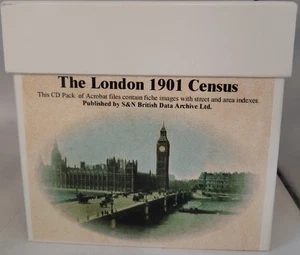 The London 1901 Census
This CD Pack of Acrobat files contain fiche images with street and area indexes.
Published by S&N British Data Archive Ltd.